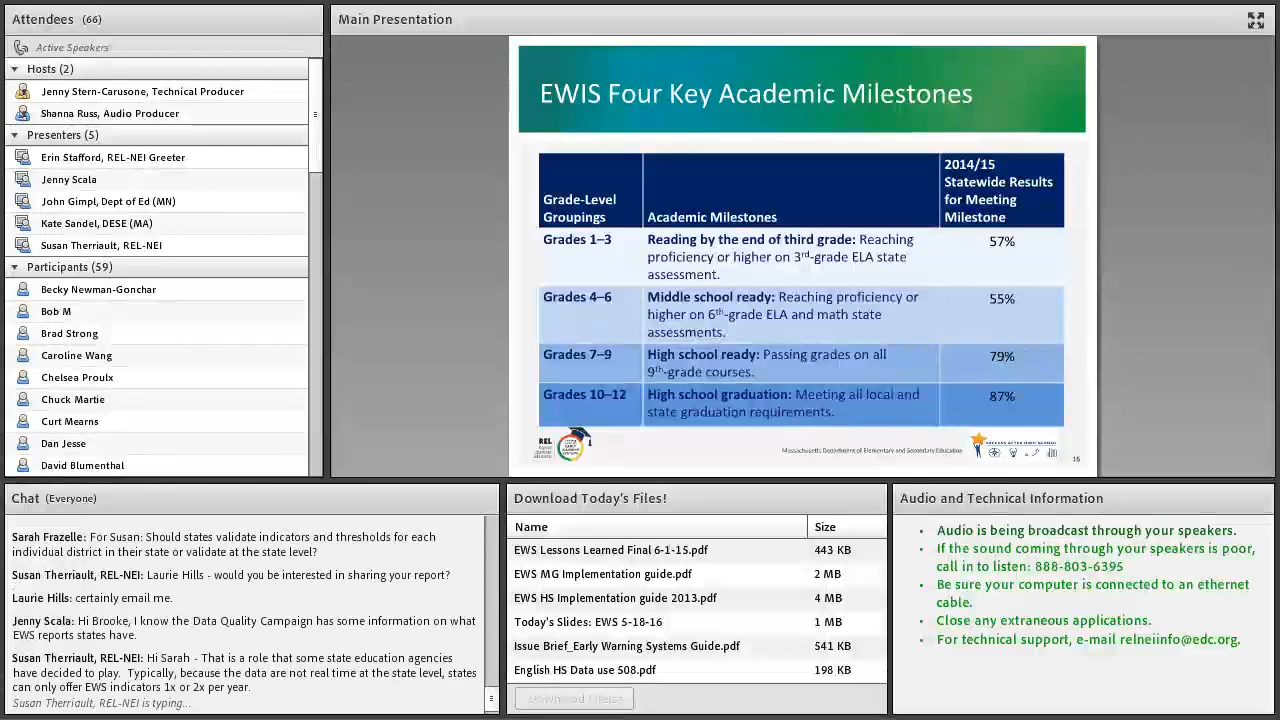 Attendees (66)
Active Speakers
Hosts (2)
Jenny Stern-Carusone, Technical Producer
Shanna Russ, Audio Producer
Presenters (5)
Erin Stafford, REL-NEI Greeter
Jenny Scala
John Gimpl, Dept of Ed (MN)
Kate Sandel, DESE (MA)
Susan Therriault, REL-NEI
Participants (59)
Becky Newman-Gonchar
Bob M
Brad Strong
Caroline Wang
Chelsea Proulx
Chuck Martie
Curt Mearns
Dan Jesse
David Blumenthal
Main Presentation
EWIS Four Key Academic Milestones
Grade-Level
Groupings
Academic Milestones
2014/15
Statewide Results
for Meeting
Milestone
Grades 1–3
Reading by the end of third grade: Reaching
proficiency or higher on 3rd-grade ELA state
assessment.
57%
Grades 4–6
Middle school ready: Reaching proficiency or
higher on 6th-grade ELA and math state
assessments.
55%
Grades 7–9
High school ready: Passing grades on all
9th-grade courses.
79%
Grades 10–12
High school graduation: Meeting all local and
state graduation requirements.
87%
REL
Massachusetts Department of Elementary and Secondary Education
SUCCESS AFTER HIGH SCHOOL
16
Chat (Everyone)
Sarah Frazelle: For Susan: Should states validate indicators and thresholds for each
individual district in their state or validate at the state level?
Susan Therriault, REL-NEI: Laurie Hills - would you be interested in sharing your report?
Laurie Hills: certainly email me.
Jenny Scala: Hi Brooke, I know the Data Quality Campaign has some information on what
EWS reports states have.
Susan Therriault, REL-NEI: Hi Sarah - That is a role that some state education agencies
have decided to play.  Typically, because the data are not real time at the state level, states
can only offer EWS indicators 1x or 2x per year.
Susan Therriault, REL-NEI is typing...
Download Today's Files!
Name Size
EWS Lessons Learned Final 6-1-15.pdf 443 KB
EWS MG Implementation guide.pdf 2 MB
EWS HS Implementation guide 2013.pdf 4 MB
Today's Slides: EWS 5-18-16 1 MB
Issue Brief_Early Warning Systems Guide.pdf 541 KB
English HS Data use 508.pdf 198 KB
Download File(s)
Audio and Technical Information
• Audio is being broadcast through your speakers.
• If the sound coming through your speakers is poor,
call in to listen: 888-803-6395
• Be sure your computer is connected to an ethernet
cable.
• Close any extraneous applications.
• For technical support, e-mail relneiinfo@edc.org.